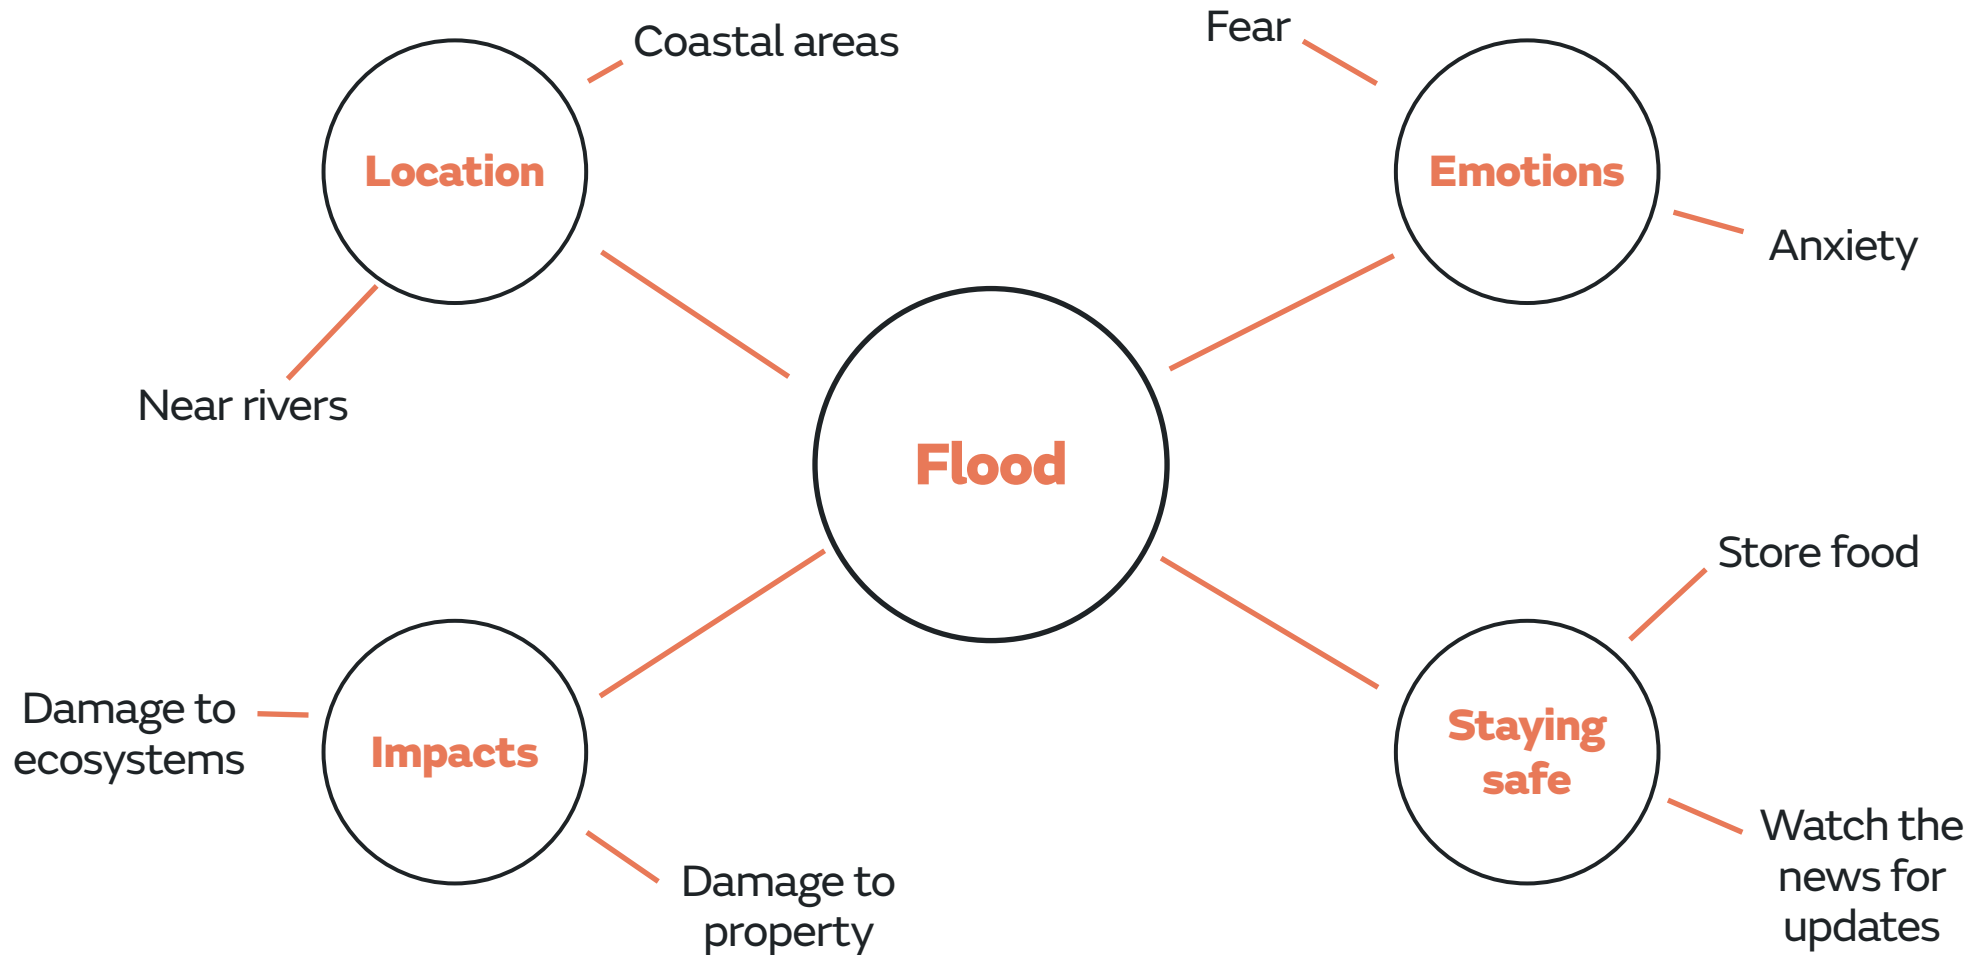 Coastal areas
Location
Near rivers
Fear
Emotions
Anxiety
Flood
Damage to
ecosystems
Impacts
Damage to
property
Store food
Staying
safe
Watch the
news for
updates